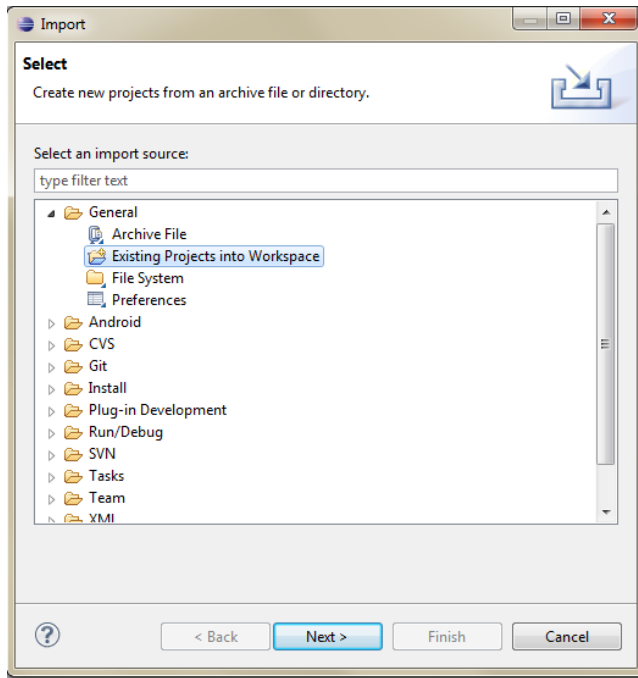 Import
Select
Create new projects from an archive file or directory.
Select an import source:
type filter text
General
Archive File
Existing Projects into Workspace
File System
Preferences
Android
CVS
Git
Install
Plug-in Development
Run/Debug
SVN
Tasks
Team
XML
< Back Next > Finish Cancel